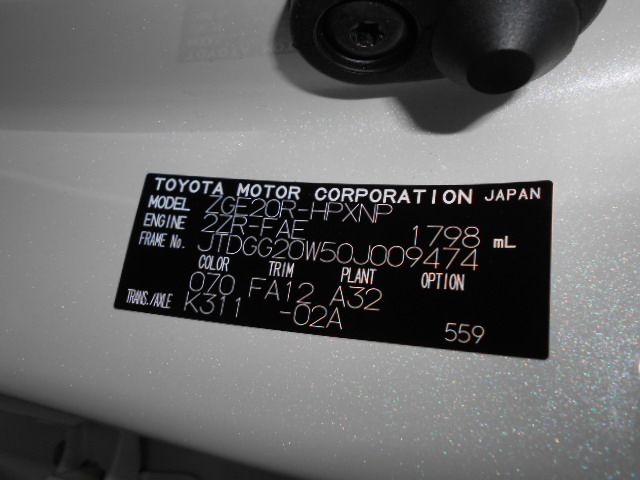 TOYOTA MOTOR CORPORATION JAPAN
MODEL ZGE20R-HPXNP
ENGINE 2ZR-FAE 1798 mL
FRAME No. JTDGG20W50J009474
COLOR TRIM PLANT OPTION
070 FA12 A32
TRANS./AXLE K311 -02A
559